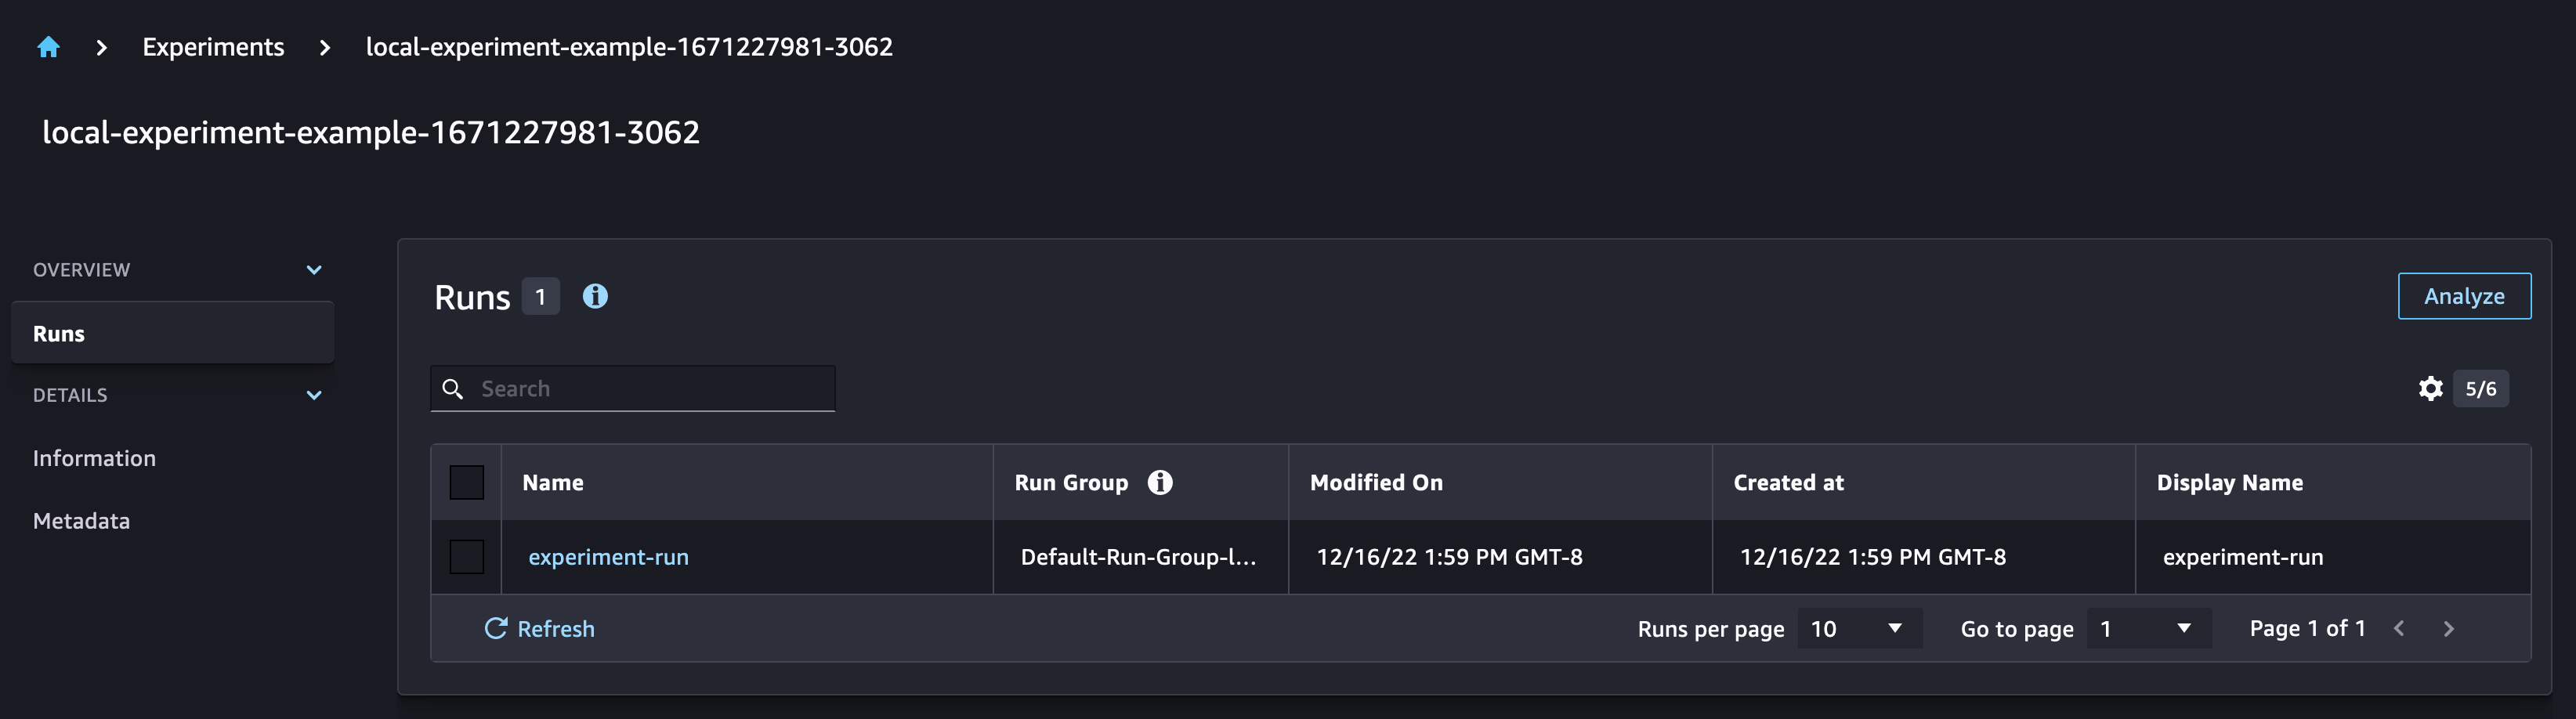 Experiments
local-experiment-example-1671227981-3062
local-experiment-example-1671227981-3062
OVERVIEW
Runs
DETAILS
Information
Metadata
Runs 1
Analyze
Search
5/6
Name Run Group Modified On Created at Display Name
experiment-run Default-Run-Group-l... 12/16/22 1:59 PM GMT-8 12/16/22 1:59 PM GMT-8 experiment-run
Refresh Runs per page 10 Go to page 1 Page 1 of 1